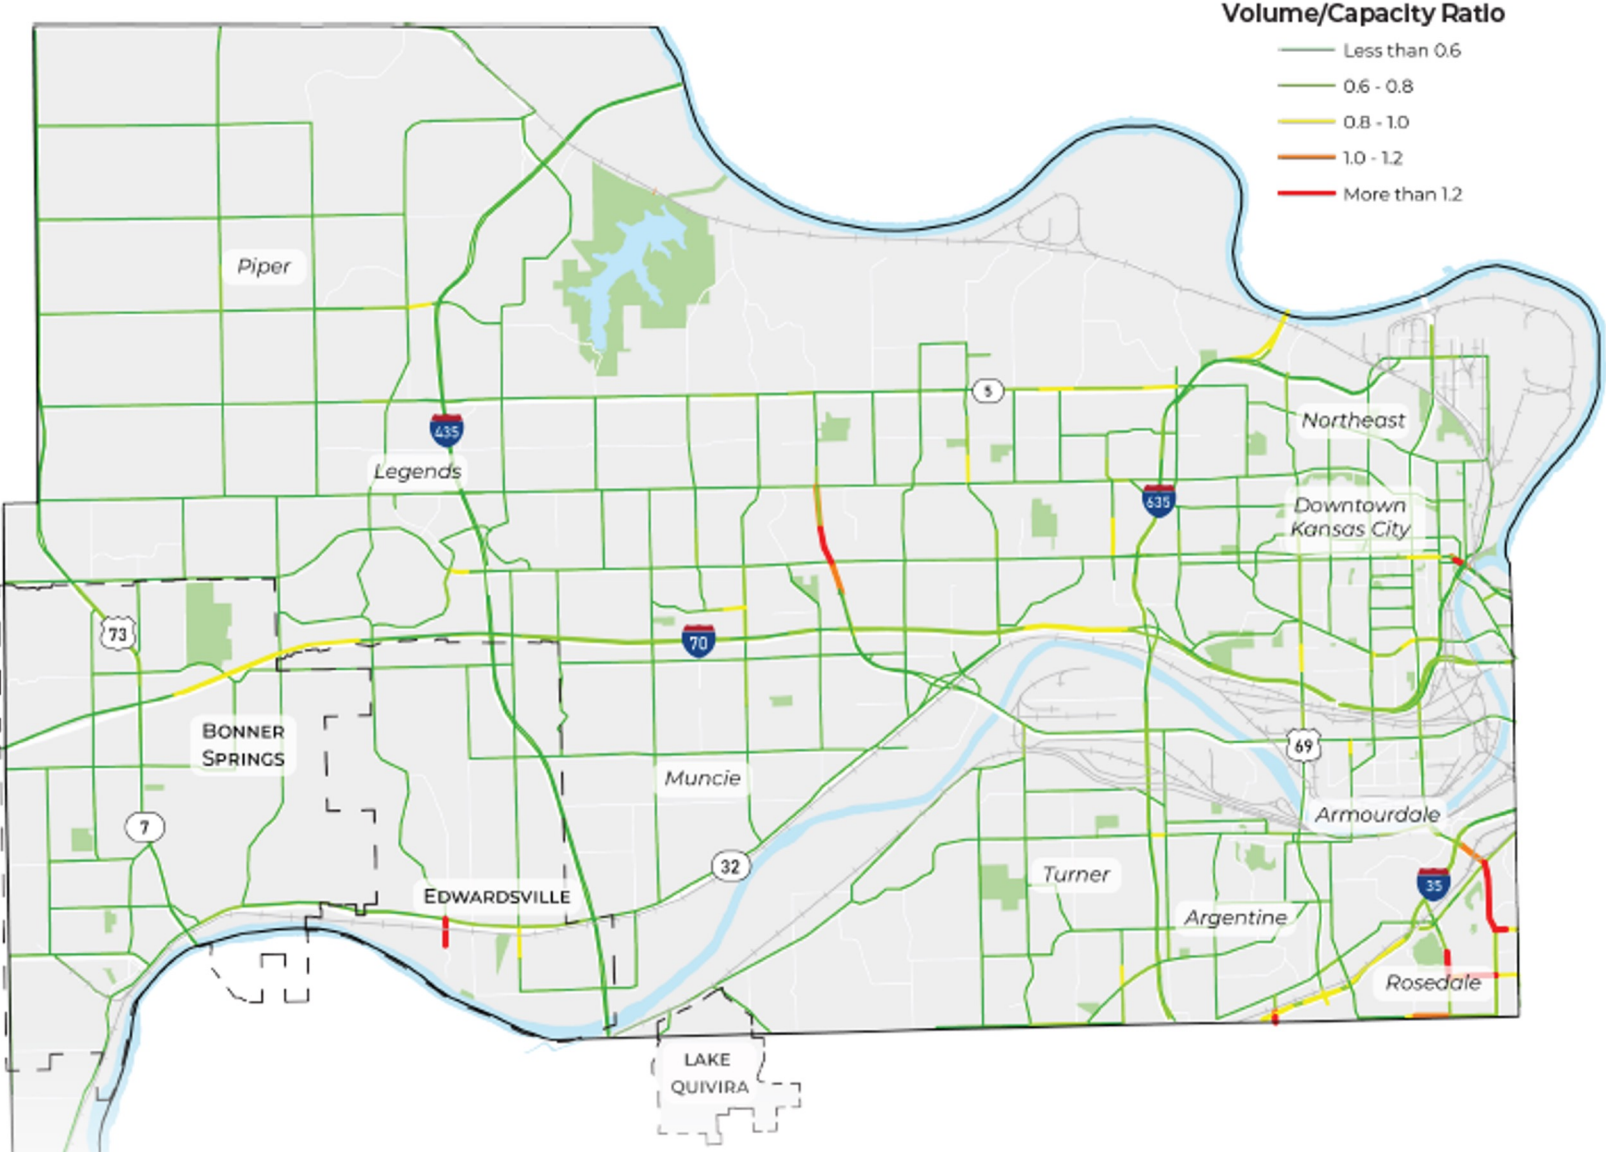 Volume/Capacity Ratio
Less than 0.6
0.6 - 0.8
0.8 - 1.0
1.0 - 1.2
More than 1.2
Piper
5
Northeast
435
Legends
635
Downtown
Kansas City
73
70
BONNER
SPRINGS
69
Muncie
7
Armourdale
32
Turner
35
EDWARDSVILLE
Argentine
Rosedale
LAKE
QUIVIRA